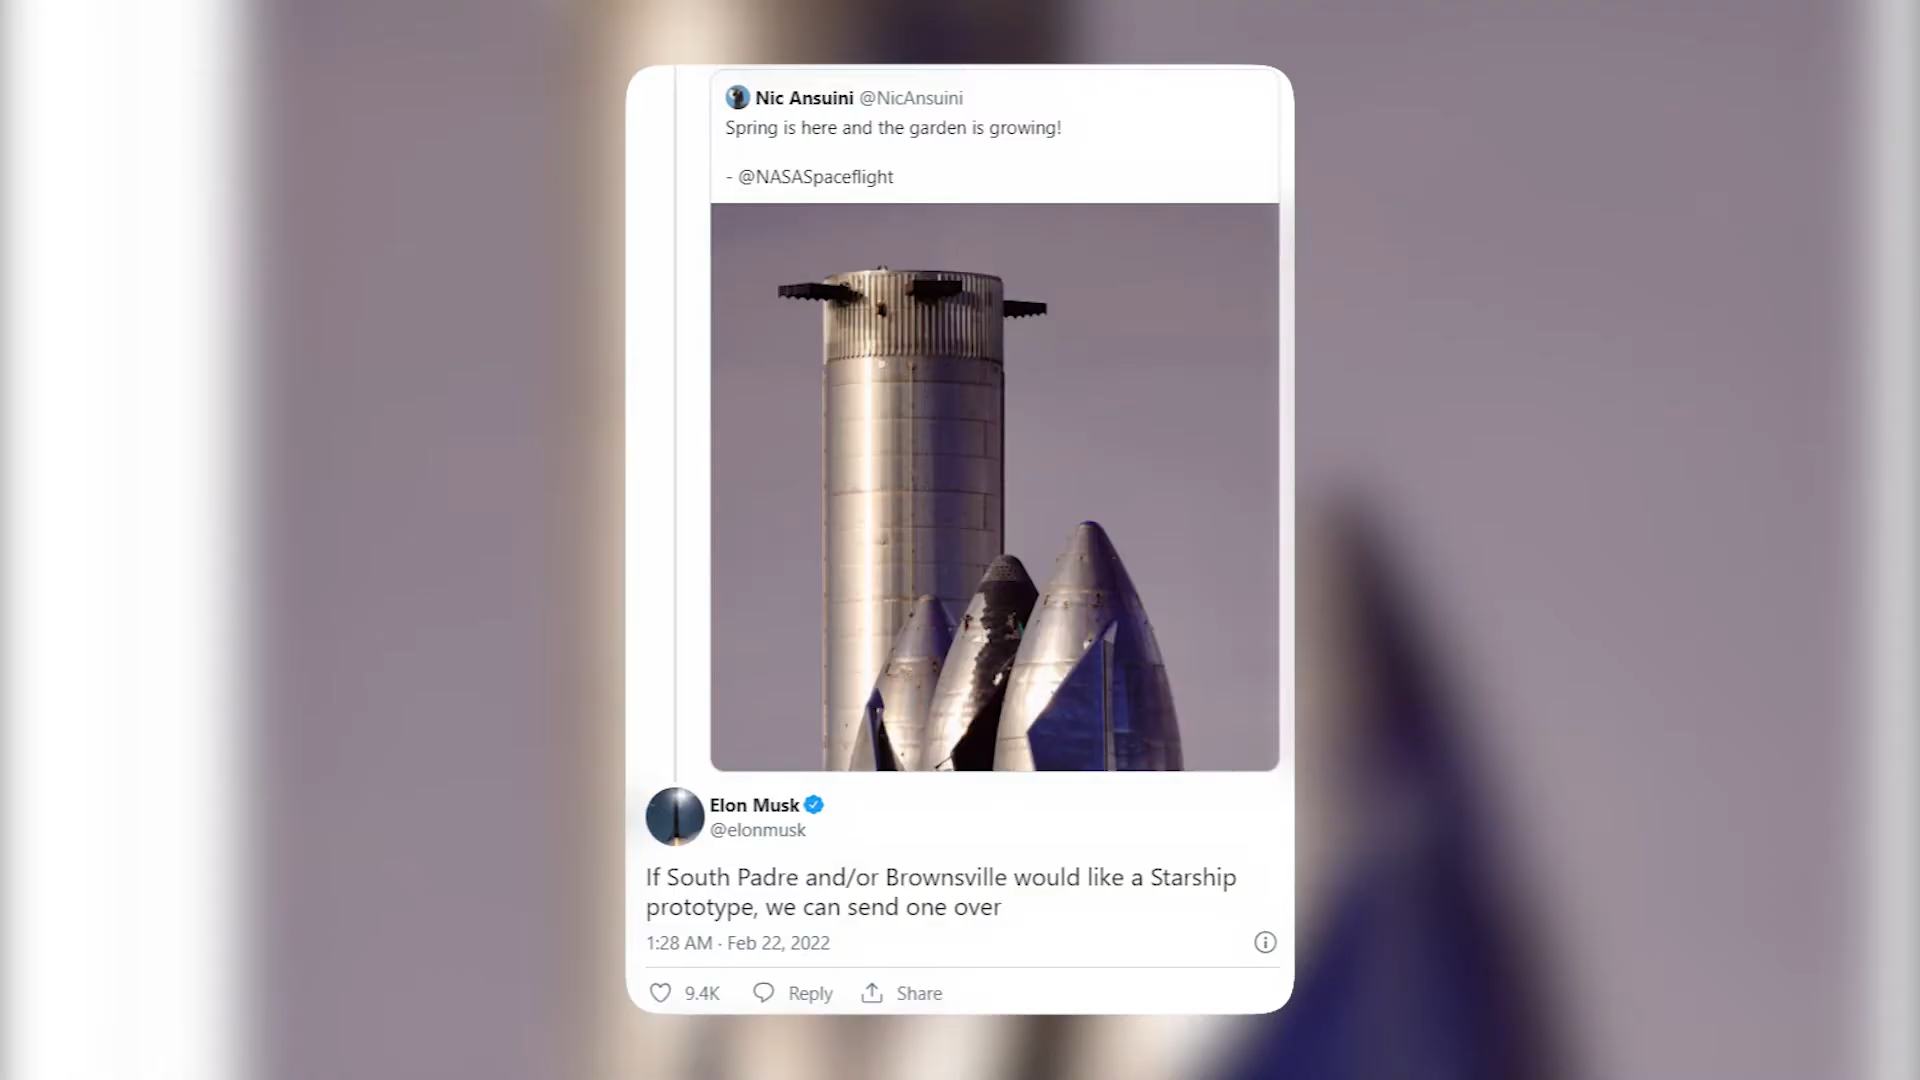 Nic Ansuini @NicAnsuini
Spring is here and the garden is growing!
- @NASASpaceflight
Elon Musk
@elonmusk
If South Padre and/or Brownsville would like a Starship
prototype, we can send one over
1:28 AM · Feb 22, 2022
9.4K Reply Share